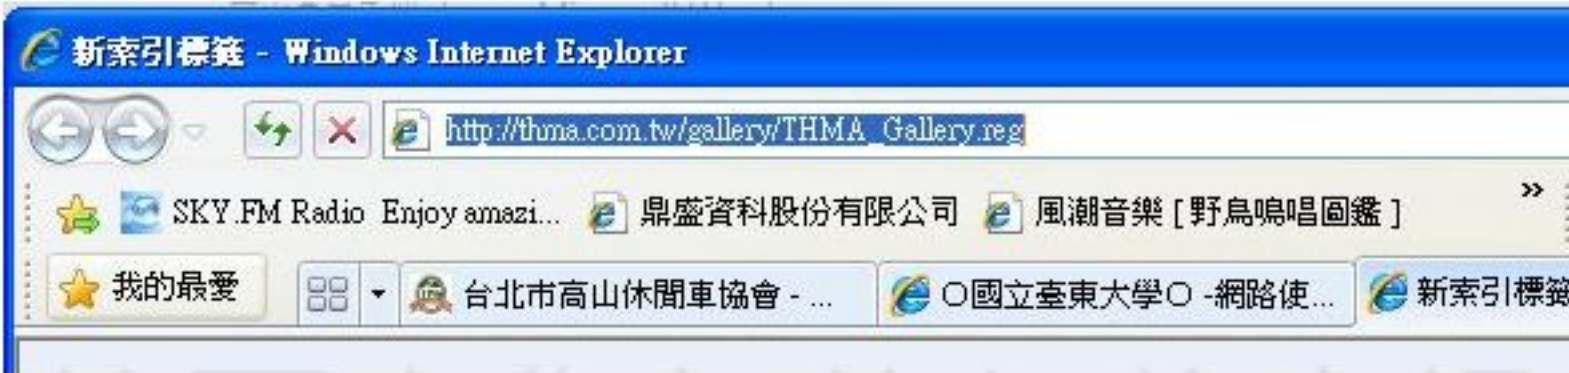 新索引標籤 - Windows Internet Explorer
http://thma.com.tw/gallery/THMA_Gallery.reg
SKY.FM Radio Enjoy amazi... 鼎盛資科股份有限公司 風潮音樂 [ 野鳥鳴唱圖鑑 ] »
我的最愛 台北市高山休閒車協會 - ... ○國立臺東大學○ -網路使... 新索引標籤